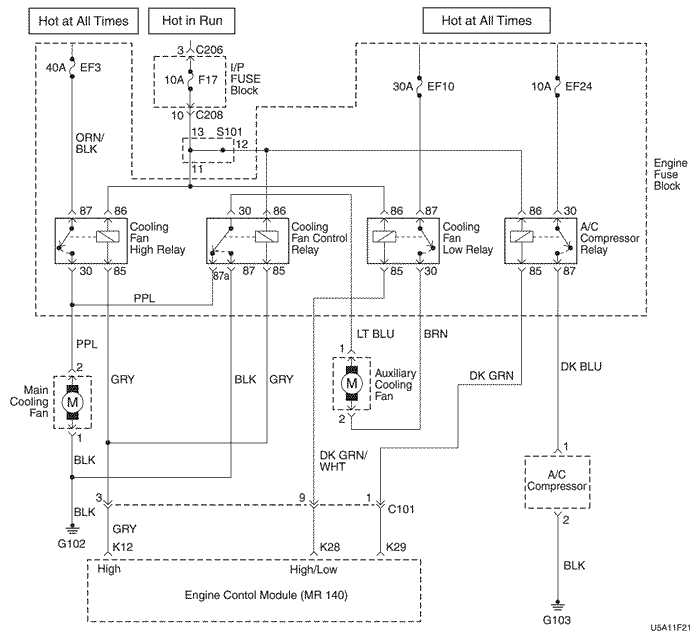 Hot at All Times
Hot in Run
Hot at All Times
3 C206
I/P
FUSE
Block
40A EF3
10A F17
30A EF10
10A EF24
10 C208
ORN/
BLK
13 S101
12
11
Engine
Fuse
Block
87 86
30 86
86 87
86 30
Cooling
Fan
High Relay
Cooling
Fan Control
Relay
Cooling
Fan
Low Relay
A/C
Compressor
Relay
30 85
87a 87 85
85 30
85 87
PPL
PPL
LT BLU
BRN
1
2
GRY
BLK
GRY
DK GRN
DK BLU
Main
Cooling
Fan
M
M
Auxiliary
Cooling
Fan
1
2
BLK
DK GRN/
WHT
1
A/C
Compressor
2
BLK
3
9
1
C101
G102
GRY
K12
K28
K29
BLK
High
High/Low
Engine Contol Module (MR 140)
G103
U5A11F21